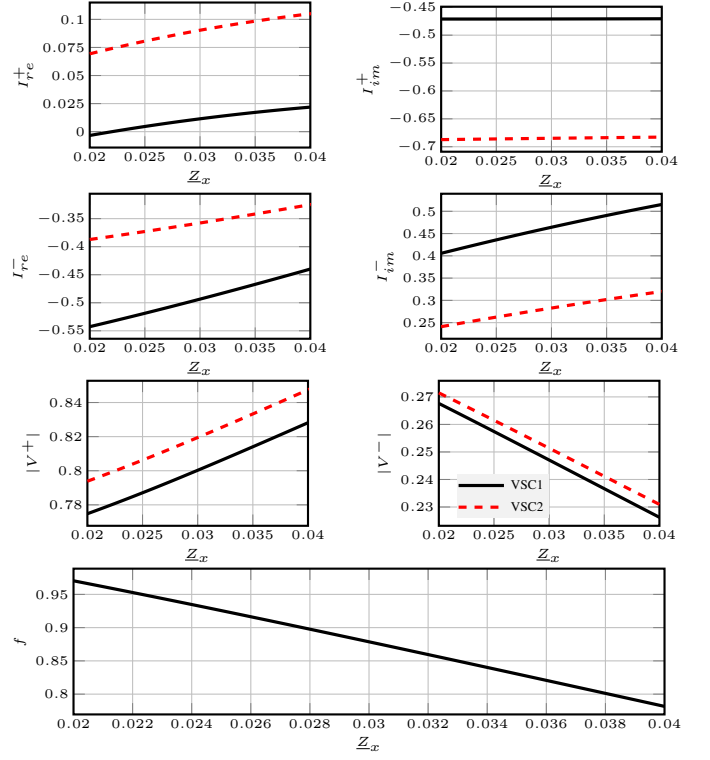 0.1
0.075
0.05
0.025
0
I_re^+
0.02 0.025 0.03 0.035 0.04
Z_x
−0.45
−0.5
−0.55
−0.6
−0.65
−0.7
I_im^+
0.02 0.025 0.03 0.035 0.04
Z_x
−0.35
−0.4
−0.45
−0.5
−0.55
I_re^−
0.02 0.025 0.03 0.035 0.04
Z_x
0.5
0.45
0.4
0.35
0.3
0.25
I_im^−
0.02 0.025 0.03 0.035 0.04
Z_x
0.84
0.82
0.8
0.78
|V^+|
0.02 0.025 0.03 0.035 0.04
Z_x
0.27
0.26
0.25
0.24
0.23
|V^−|
VSC1
VSC2
0.02 0.025 0.03 0.035 0.04
Z_x
0.95
0.9
0.85
0.8
f
0.02 0.022 0.024 0.026 0.028 0.03 0.032 0.034 0.036 0.038 0.04
Z_x